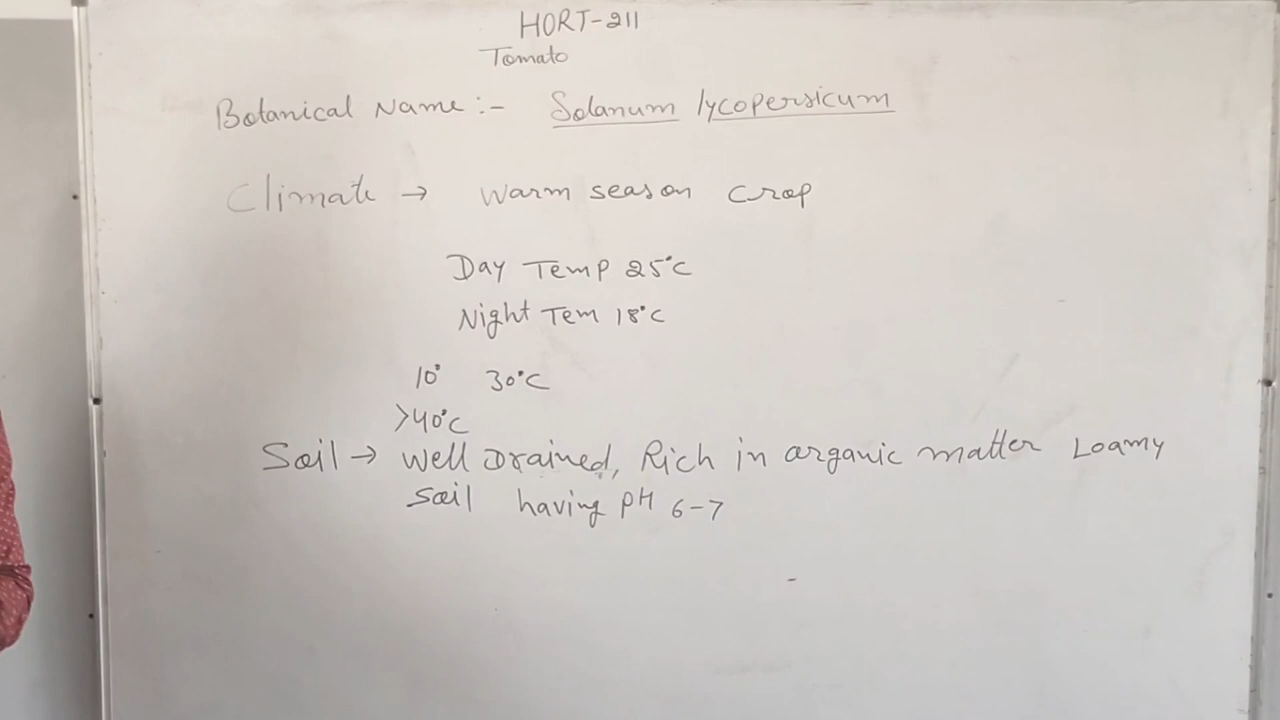 HORT-211
Tomato
Botanical Name :- Solanum lycopersicum
Climate → warm season crop
Day Temp 25°C
Night Tem 18°C
10° 30°C
>40°C
Soil → Well Drained, Rich in organic matter Loamy
Soil having pH 6-7